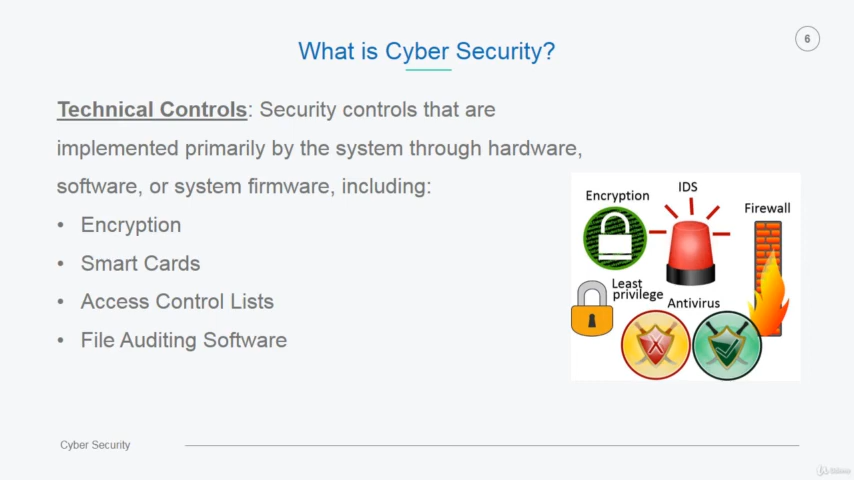 6
What is Cyber Security?
Technical Controls: Security controls that are
implemented primarily by the system through hardware,
software, or system firmware, including:
• Encryption
• Smart Cards
• Access Control Lists
• File Auditing Software
Encryption
IDS
Firewall
Least
privilege
Antivirus
Cyber Security